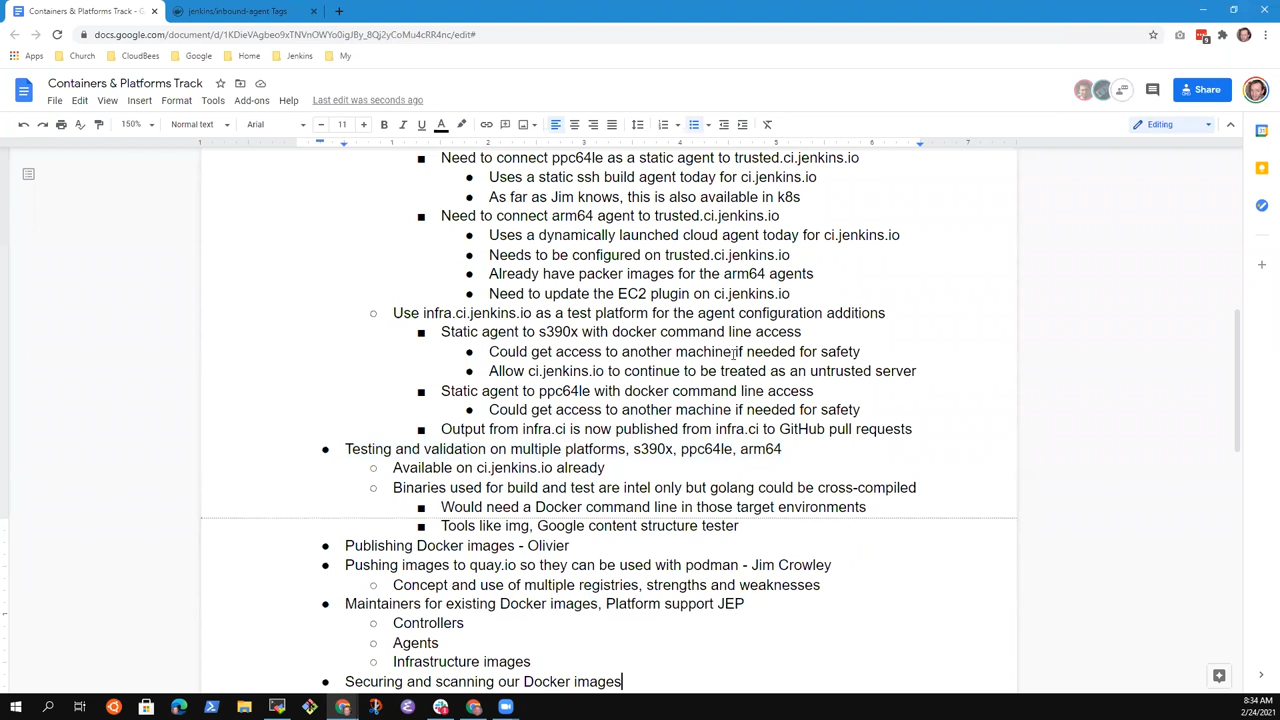 Containers & Platforms Track - G
jenkins/inbound-agent Tags
docs.google.com/document/d/1KDieVAgbeo9xTNVnOWYo0igJBy_8Qj2yCoMu4cRR4nc/edit#
Apps
Church
CloudBees
Google
Home
Jenkins
My
Containers & Platforms Track
File Edit View Insert Format Tools Add-ons Help Last edit was seconds ago
Share
150%
Normal text
Arial
11
B I U A
Editing
1 1 2 3 4 5 6 7
■ Need to connect ppc64le as a static agent to trusted.ci.jenkins.io
● Uses a static ssh build agent today for ci.jenkins.io
● As far as Jim knows, this is also available in k8s
■ Need to connect arm64 agent to trusted.ci.jenkins.io
● Uses a dynamically launched cloud agent today for ci.jenkins.io
● Needs to be configured on trusted.ci.jenkins.io
● Already have packer images for the arm64 agents
● Need to update the EC2 plugin on ci.jenkins.io
○ Use infra.ci.jenkins.io as a test platform for the agent configuration additions
■ Static agent to s390x with docker command line access
● Could get access to another machine if needed for safety
● Allow ci.jenkins.io to continue to be treated as an untrusted server
■ Static agent to ppc64le with docker command line access
● Could get access to another machine if needed for safety
■ Output from infra.ci is now published from infra.ci to GitHub pull requests
● Testing and validation on multiple platforms, s390x, ppc64le, arm64
○ Available on ci.jenkins.io already
○ Binaries used for build and test are intel only but golang could be cross-compiled
■ Would need a Docker command line in those target environments
■ Tools like img, Google content structure tester
● Publishing Docker images - Olivier
● Pushing images to quay.io so they can be used with podman - Jim Crowley
○ Concept and use of multiple registries, strengths and weaknesses
● Maintainers for existing Docker images, Platform support JEP
○ Controllers
○ Agents
○ Infrastructure images
● Securing and scanning our Docker images
8:34 AM
2/24/2021